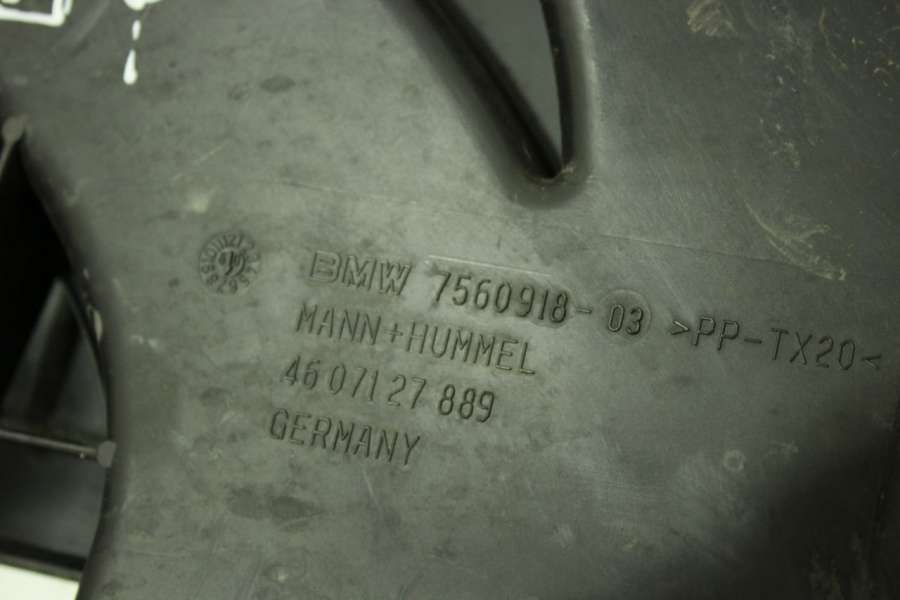 BMW 7560918-03 >PP-TX20<
MANN+HUMMEL
46 071 27 889
GERMANY